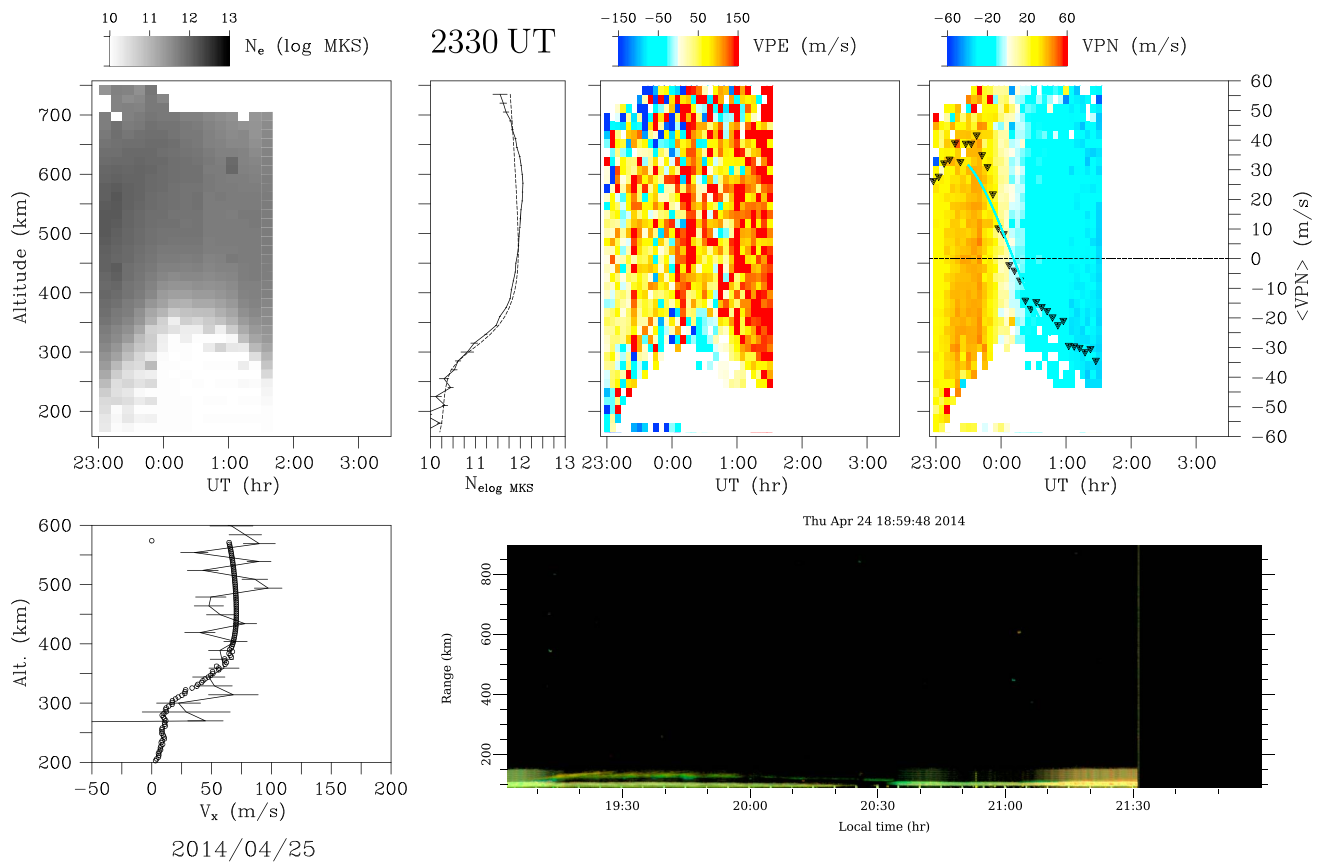 10 11 12 13
Ne (log MKS)
2330 UT
-150 -50 50 150
VPE (m/s)
-60 -20 20 60
VPN (m/s)
Altitude (km)
700
600
500
400
300
200
23:00 0:00 1:00 2:00 3:00
UT (hr)
10 11 12 13
Nelog MKS
23:00 0:00 1:00 2:00 3:00
UT (hr)
23:00 0:00 1:00 2:00 3:00
UT (hr)
60
50
40
30
20
10
0
-10
-20
-30
-40
-50
-60
<VPN> (m/s)
Alt. (km)
600
500
400
300
200
-50 0 50 100 150 200
Vx (m/s)
2014/04/25
Thu Apr 24 18:59:48 2014
Range (km)
800
600
400
200
19:30 20:00 20:30 21:00 21:30
Local time (hr)